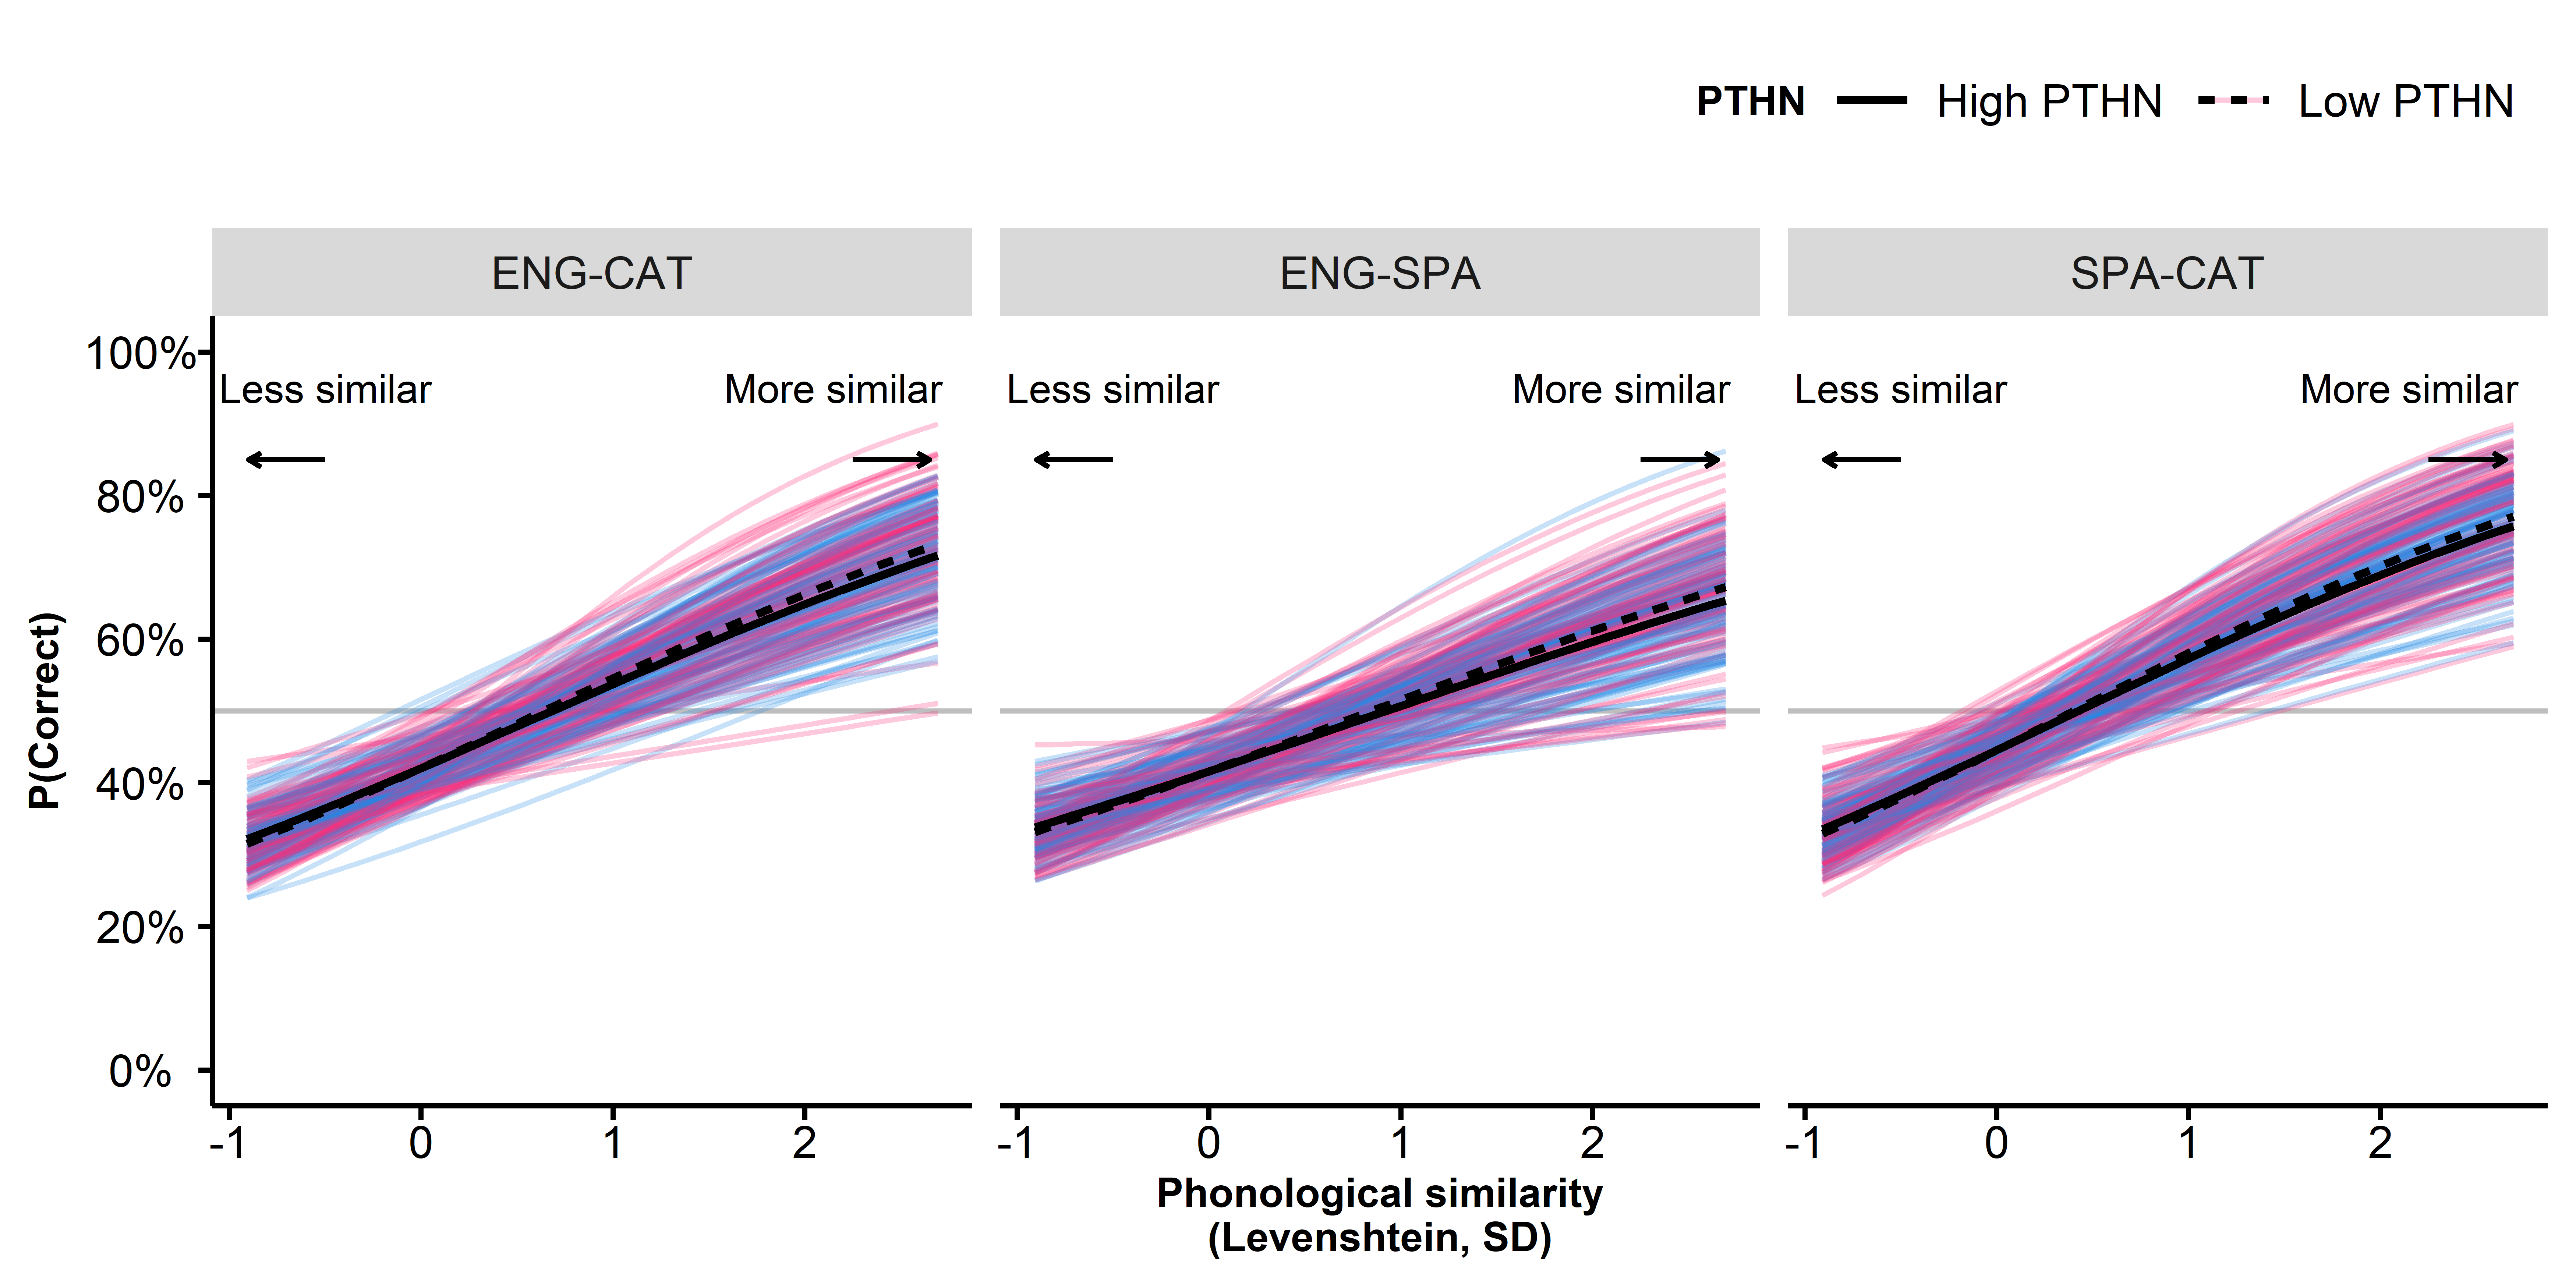 PTHN High PTHN Low PTHN
ENG-CAT ENG-SPA SPA-CAT
100%
Less similar More similar Less similar More similar Less similar More similar
80%
60%
40%
20%
0%
P(Correct)
-1 0 1 2 -1 0 1 2 -1 0 1 2
Phonological similarity
(Levenshtein, SD)